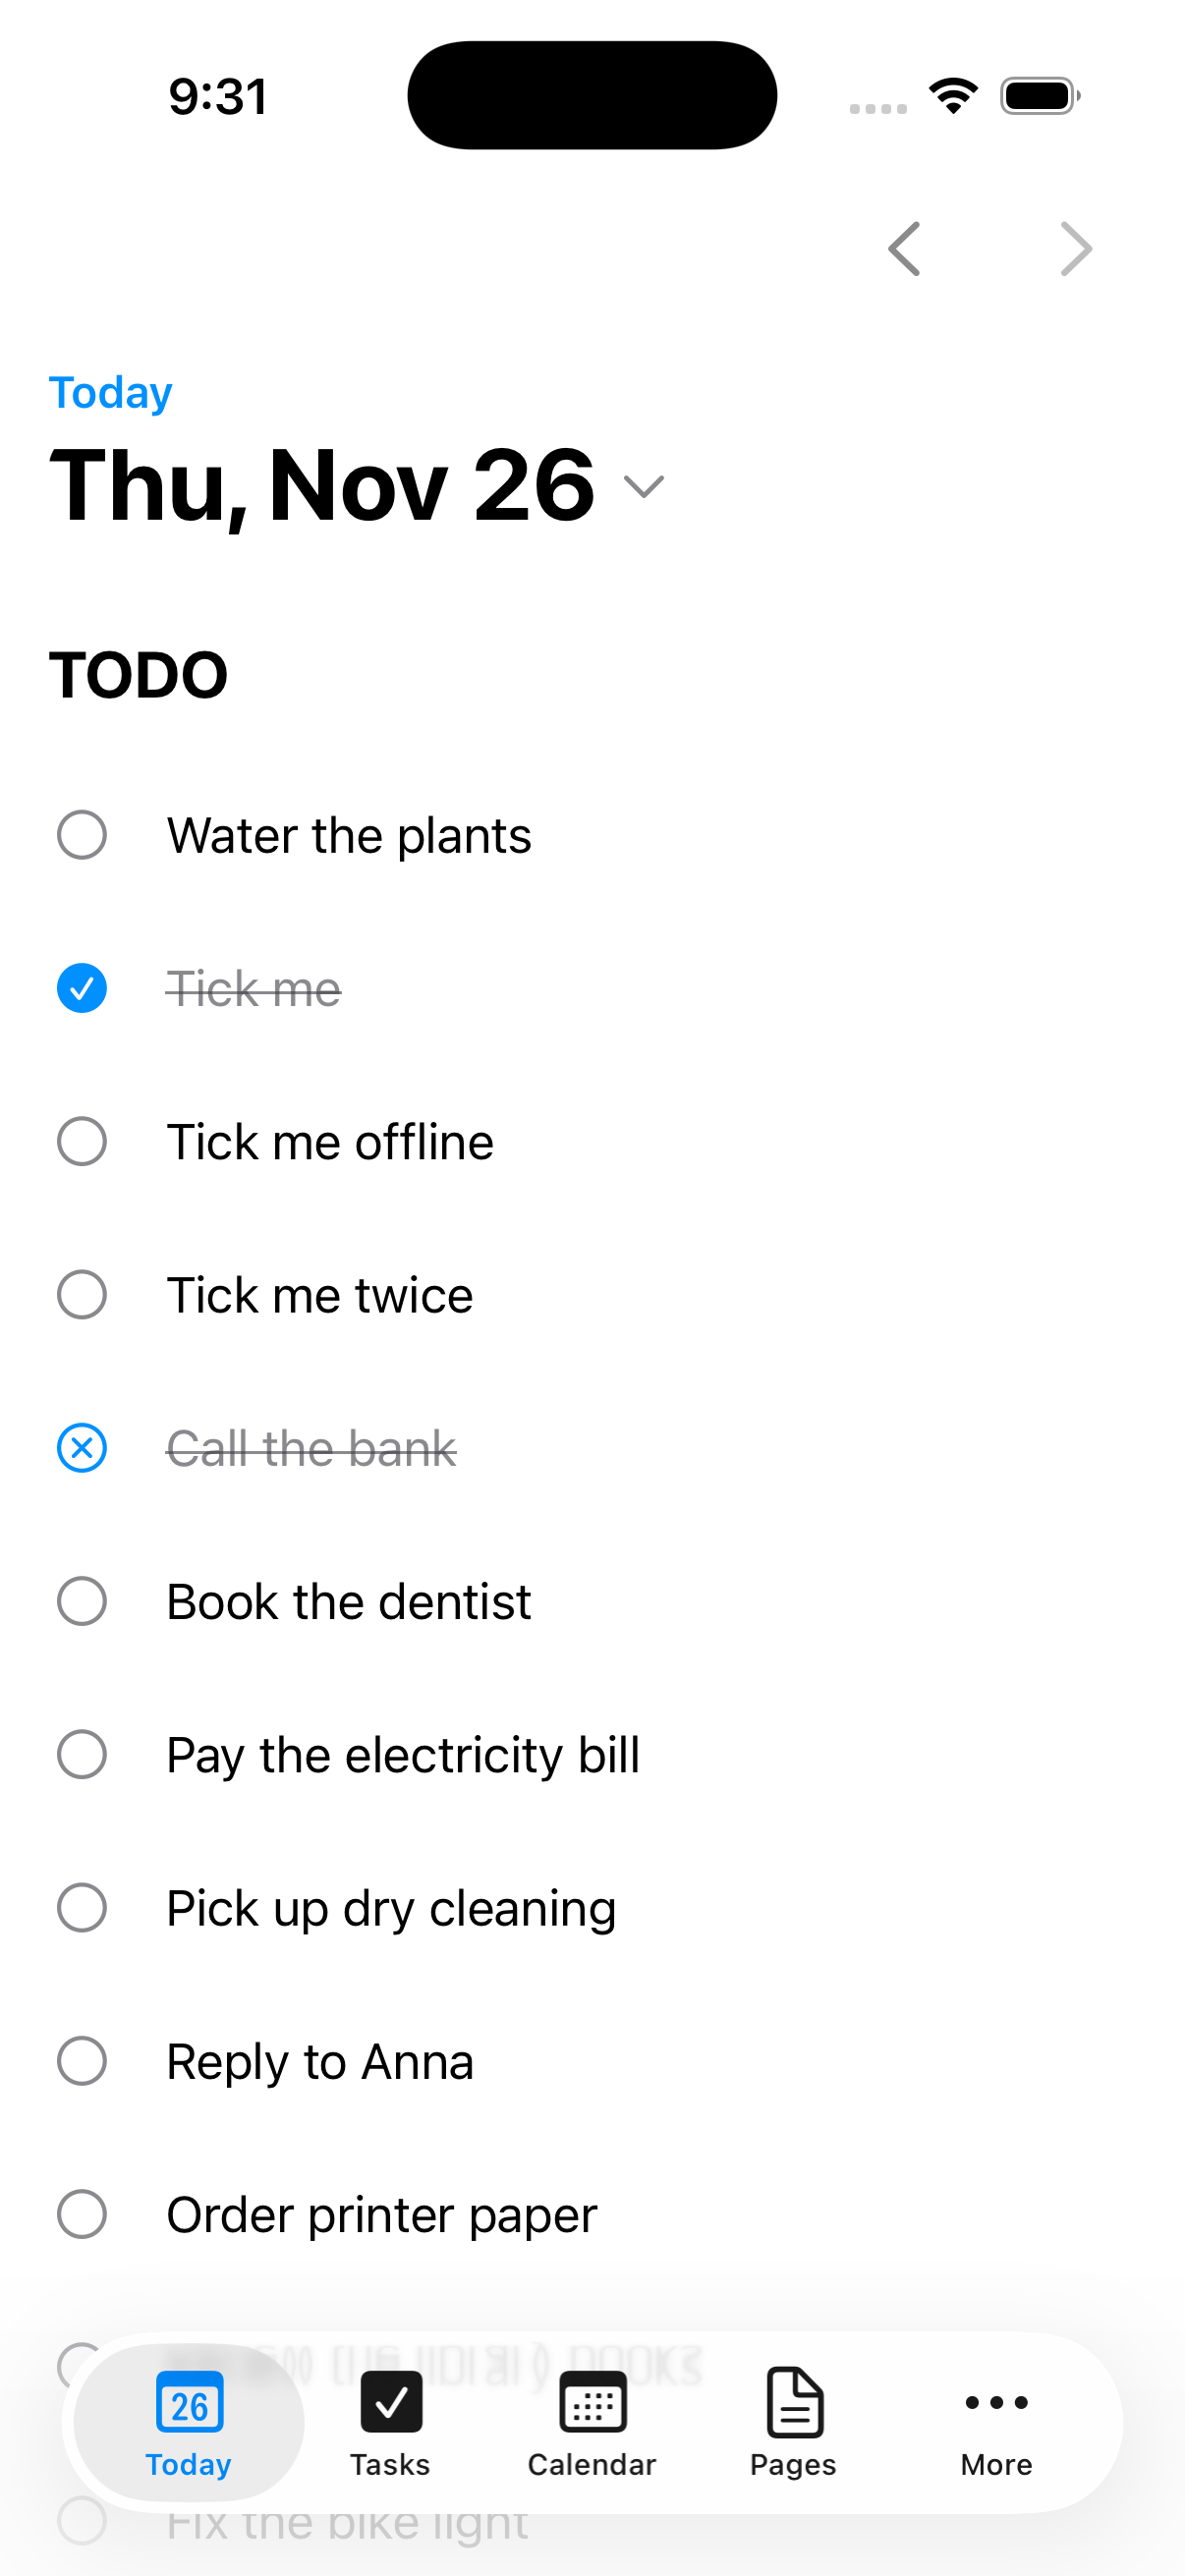 9:31
Today
Thu, Nov 26
TODO
Water the plants
Tick me
Tick me offline
Tick me twice
Call the bank
Book the dentist
Pay the electricity bill
Pick up dry cleaning
Reply to Anna
Order printer paper
26
Today
Tasks
Calendar
Pages
More
Fix the bike light